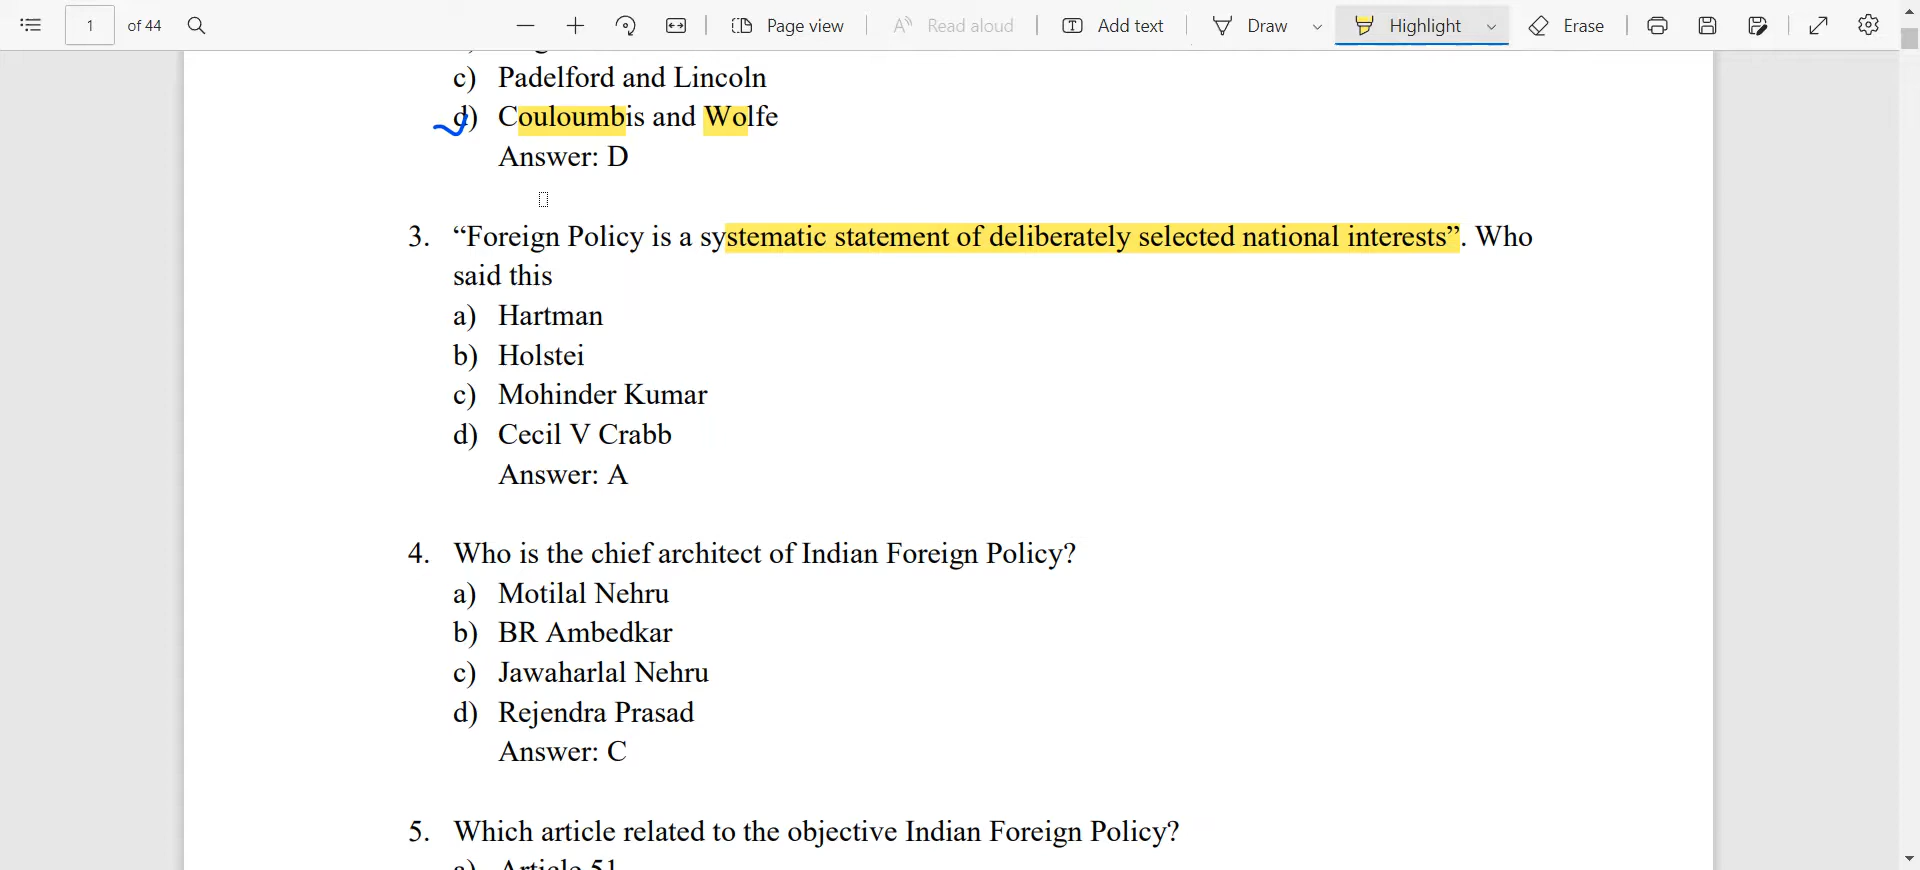 1 of 44 Page view Read aloud Add text Draw Highlight Erase
c) Padelford and Lincoln
d) Couloumbis and Wolfe
Answer: D
3. “Foreign Policy is a systematic statement of deliberately selected national interests”. Who
said this
a) Hartman
b) Holstei
c) Mohinder Kumar
d) Cecil V Crabb
Answer: A
4. Who is the chief architect of Indian Foreign Policy?
a) Motilal Nehru
b) BR Ambedkar
c) Jawaharlal Nehru
d) Rejendra Prasad
Answer: C
5. Which article related to the objective Indian Foreign Policy?
a) Article 51